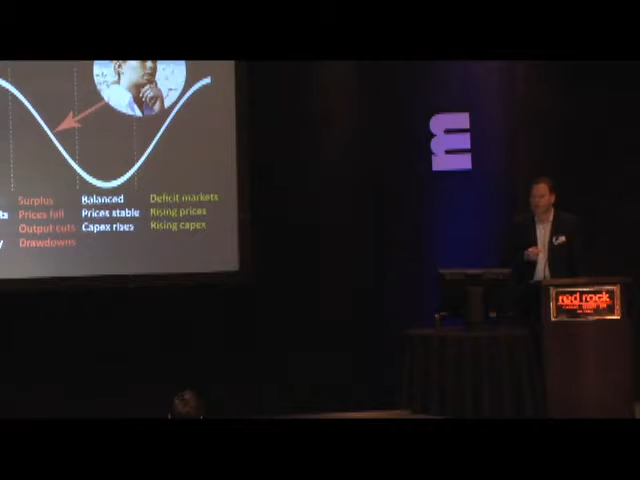 m
Surplus
Prices fall
Output cuts
Drawdowns
Balanced
Prices stable
Capex rises
Deficit markets
Rising prices
Rising capex
red rock